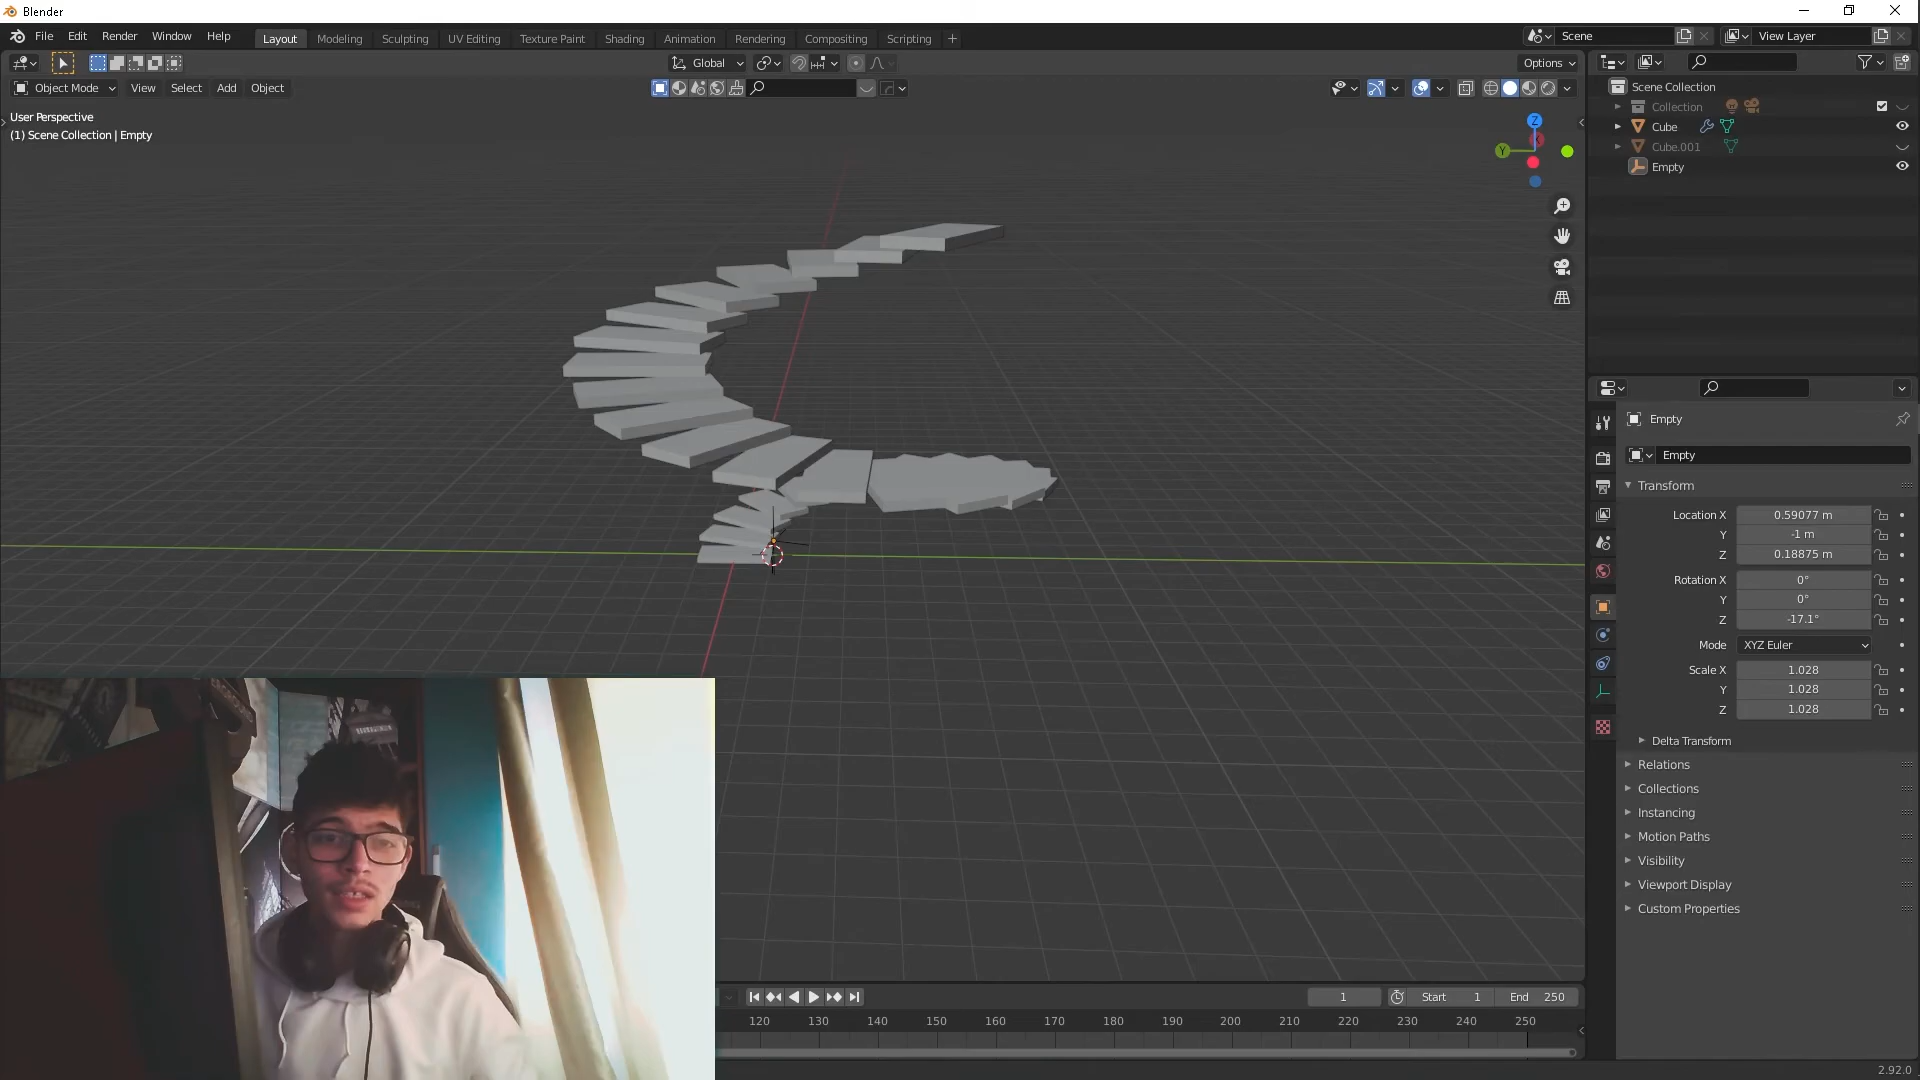 Blender
File Edit Render Window Help
Layout Modeling Sculpting UV Editing Texture Paint Shading Animation Rendering Compositing Scripting +
Scene
View Layer
Global
Options
Object Mode View Select Add Object
User Perspective
(1) Scene Collection | Empty
Z
Y
Scene Collection
Collection
Cube
Cube.001
Empty
Empty
Empty
Transform
Location X 0.59077 m
Y -1 m
Z 0.18875 m
Rotation X 0°
Y 0°
Z -17.1°
Mode XYZ Euler
Scale X 1.028
Y 1.028
Z 1.028
Delta Transform
Relations
Collections
Instancing
Motion Paths
Visibility
Viewport Display
Custom Properties
1 Start 1 End 250
120 130 140 150 160 170 180 190 200 210 220 230 240 250
2.92.0